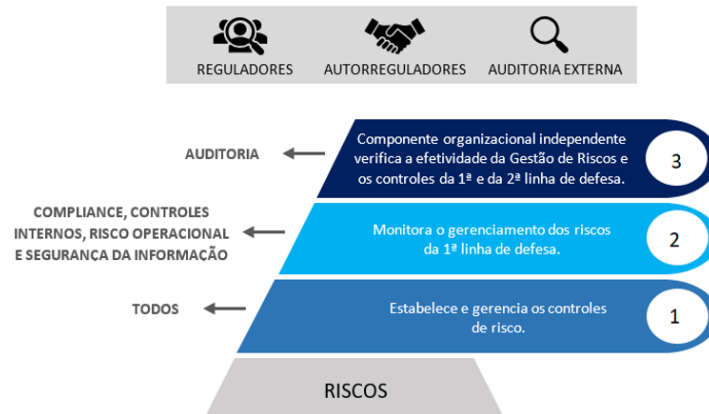 REGULADORES
AUTORREGULADORES
AUDITORIA EXTERNA
AUDITORIA
Componente organizacional independente
verifica a efetividade da Gestão de Riscos e
os controles da 1ª e da 2ª linha de defesa.
3
COMPLIANCE, CONTROLES
INTERNOS, RISCO OPERACIONAL
E SEGURANÇA DA INFORMAÇÃO
Monitora o gerenciamento dos riscos
da 1ª linha de defesa.
2
TODOS
Estabelece e gerencia os controles
de risco.
1
RISCOS